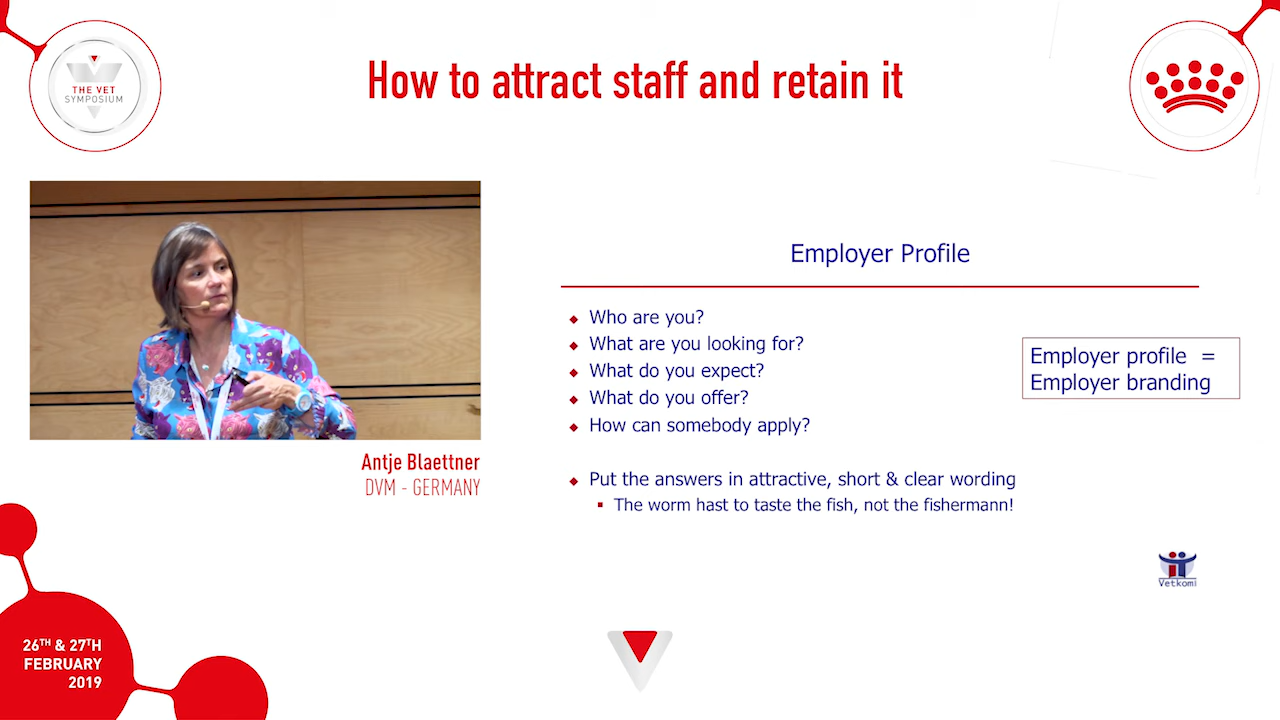 How to attract staff and retain it
THE VET
SYMPOSIUM
Antje Blaettner
DVM - GERMANY
Employer Profile
Who are you?
What are you looking for?
What do you expect?
What do you offer?
How can somebody apply?
Put the answers in attractive, short & clear wording
The worm hast to taste the fish, not the fishermann!
Employer profile =
Employer branding
Vetkomi
26TH & 27TH
FEBRUARY
2019